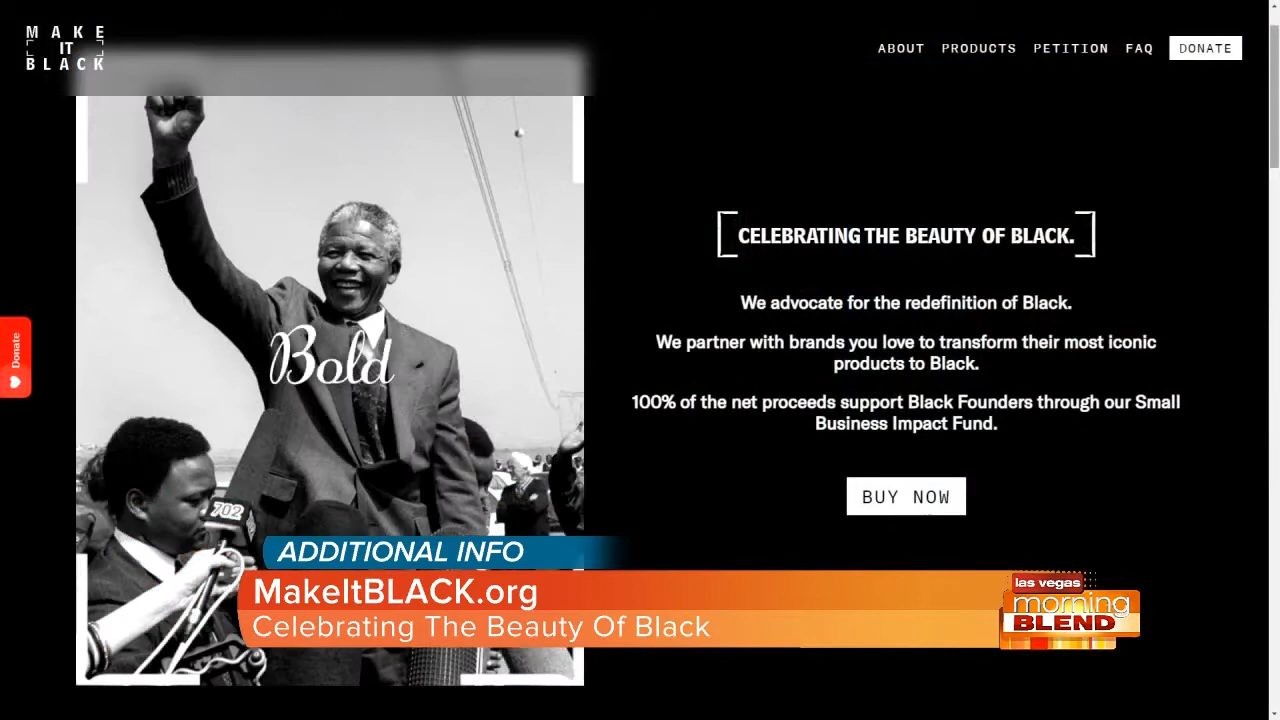 MAKE
IT
BLACK
ABOUT PRODUCTS PETITION FAQ DONATE
CELEBRATING THE BEAUTY OF BLACK.
We advocate for the redefinition of Black.
We partner with brands you love to transform their most iconic
products to Black.
100% of the net proceeds support Black Founders through our Small
Business Impact Fund.
BUY NOW
Donate
Bold
702
ADDITIONAL INFO
MakeItBLACK.org
Celebrating The Beauty Of Black
las vegas
morning
BLEND